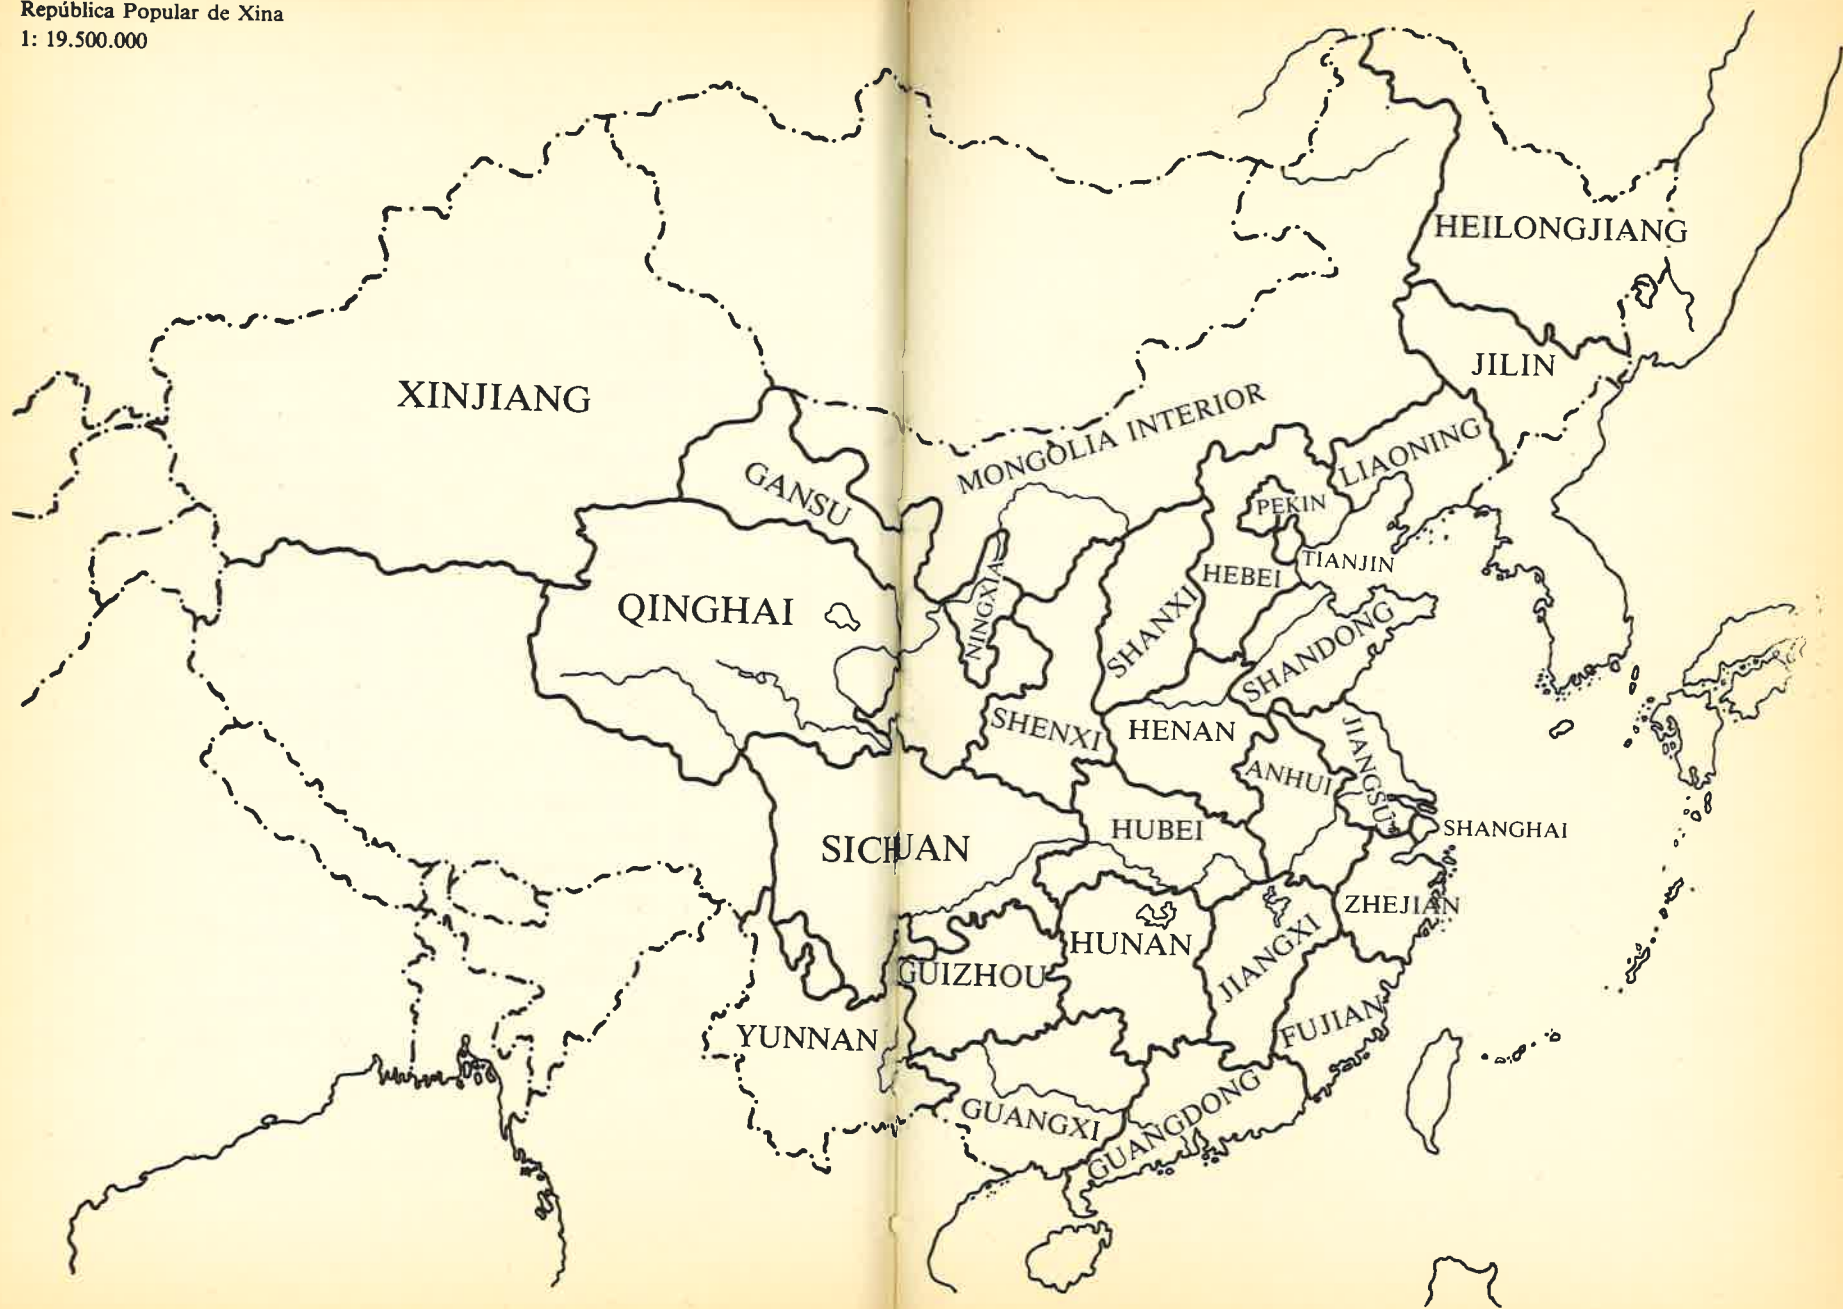 República Popular de Xina
1: 19.500.000
HEILONGJIANG
JILIN
XINJIANG
MONGOLIA INTERIOR
LIAONING
GANSU
PEKIN
TIANJIN
HEBEI
QINGHAI
NINGXIA
SHANXI
SHANDONG
SHENXI
HENAN
JIANGSU
ANHUI
HUBEI
SHANGHAI
SICHUAN
ZHEJIAN
HUNAN
JIANGXI
GUIZHOU
FUJIAN
YUNNAN
GUANGXI
GUANGDONG